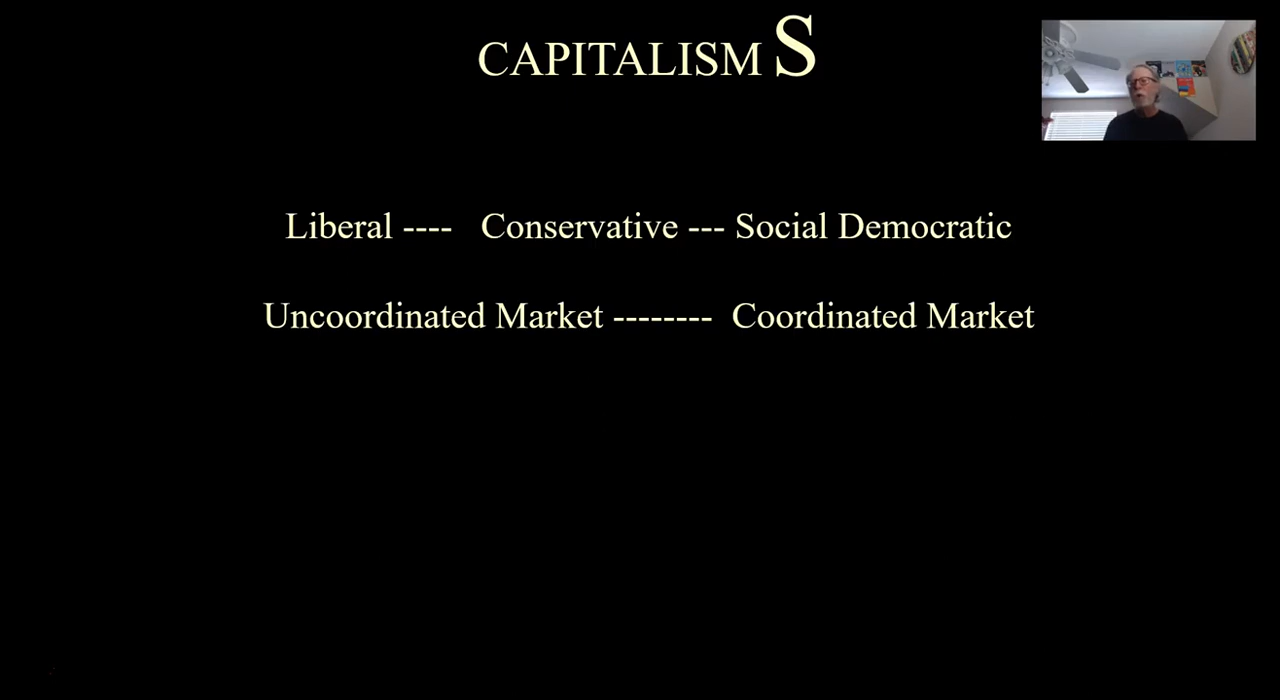 CAPITALISM S
Liberal ---- Conservative --- Social Democratic
Uncoordinated Market -------- Coordinated Market